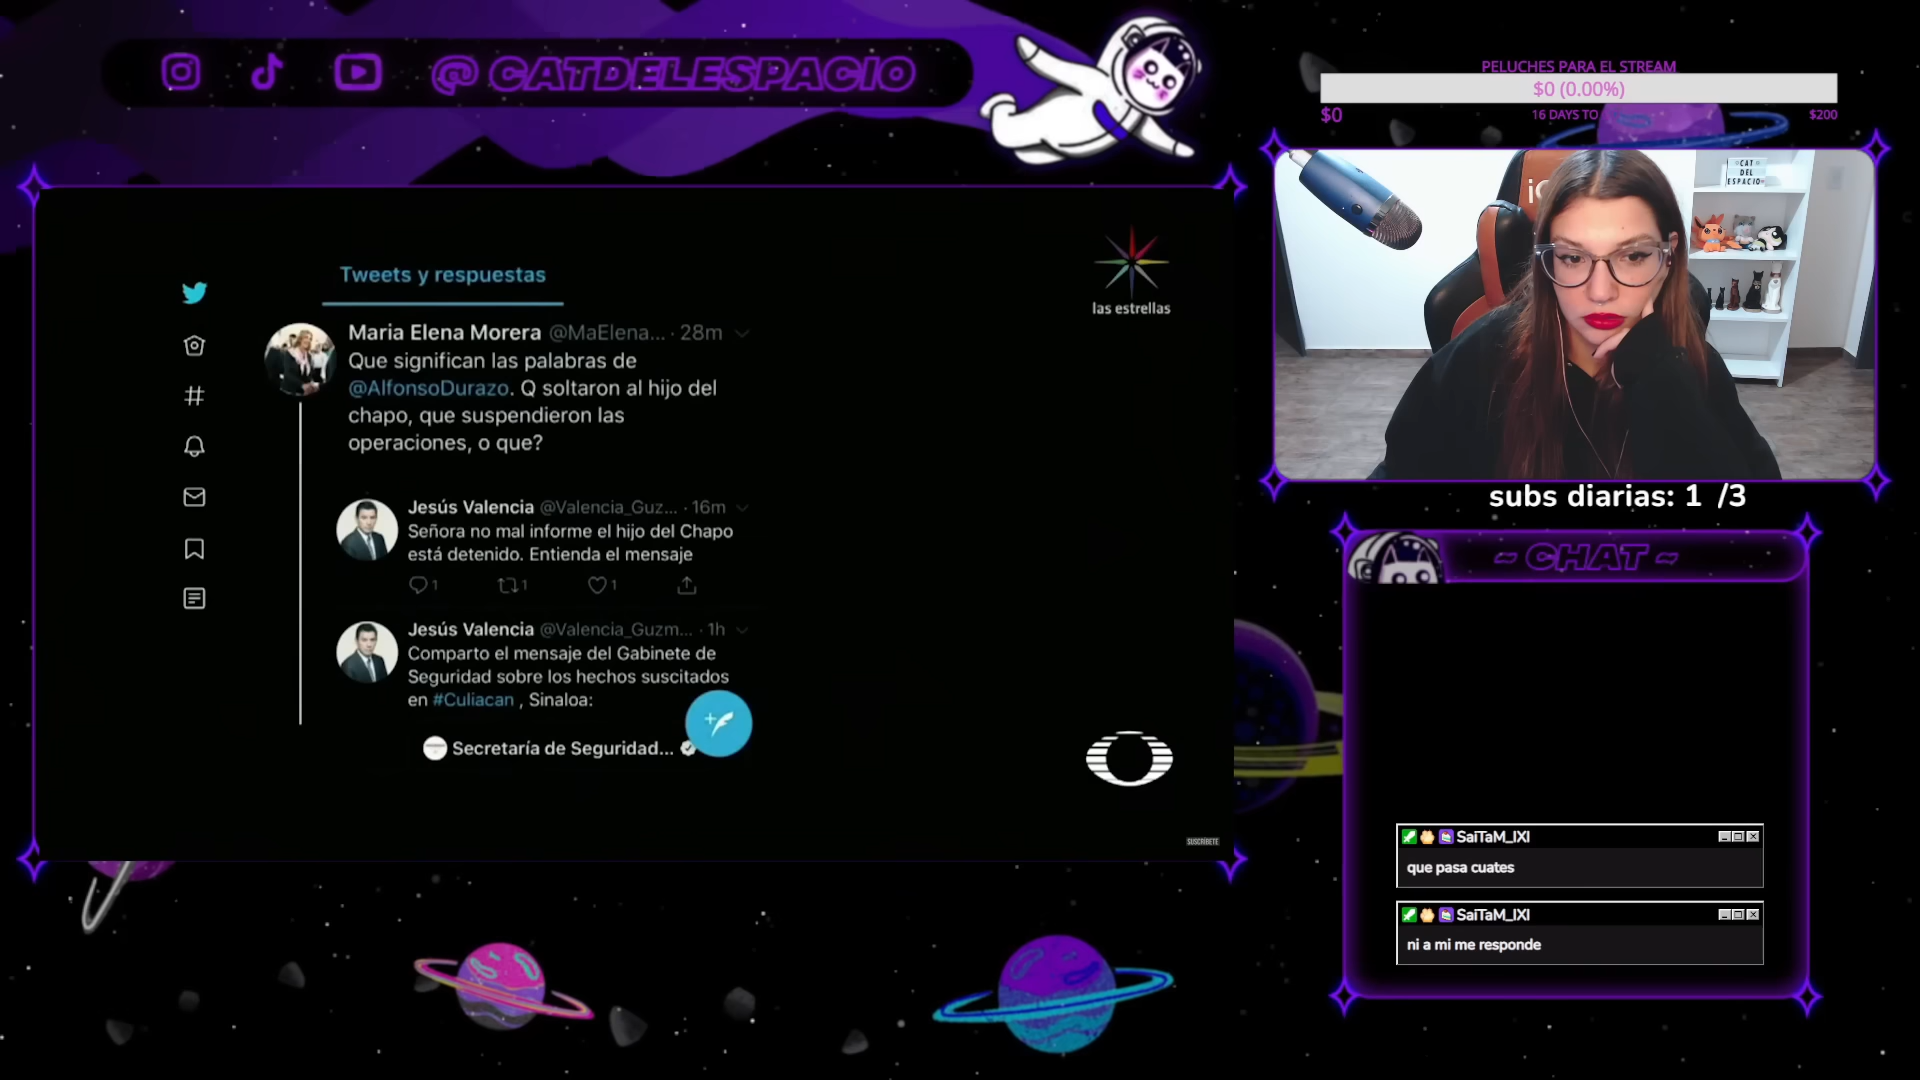 @ CATDELESPACIO
PELUCHES PARA EL STREAM
$0 (0.00%)
$0
16 DAYS TO
$200
CAT
DEL
ESPACIO
las estrellas
Tweets y respuestas
Maria Elena Morera @MaElena... · 28m
Que significan las palabras de
@AlfonsoDurazo. Q soltaron al hijo del
chapo, que suspendieron las
operaciones, o que?
Jesús Valencia @Valencia_Guz... · 16m
Señora no mal informe el hijo del Chapo
está detenido. Entienda el mensaje
1 1 1
Jesús Valencia @Valencia_Guzm... · 1h
Comparto el mensaje del Gabinete de
Seguridad sobre los hechos suscitados
en #Culiacan , Sinaloa:
Secretaría de Seguridad...
SUSCRÍBETE
subs diarias: 1 /3
~ CHAT ~
SaiTaM_IXI
que pasa cuates
SaiTaM_IXI
ni a mi me responde